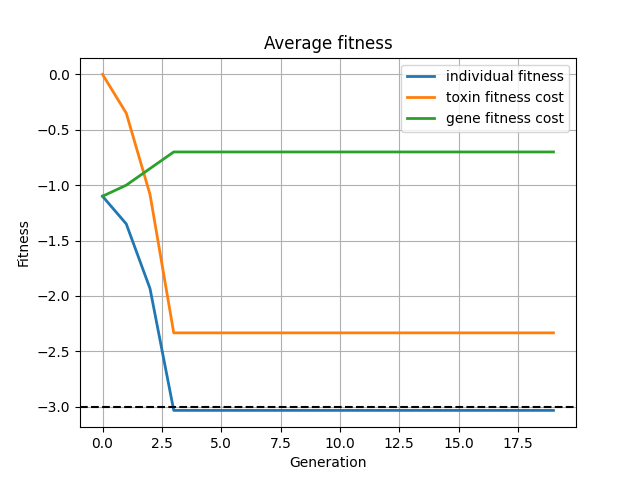 Average fitness
individual fitness
toxin fitness cost
gene fitness cost
Fitness
0.0
−0.5
−1.0
−1.5
−2.0
−2.5
−3.0
0.0 2.5 5.0 7.5 10.0 12.5 15.0 17.5
Generation